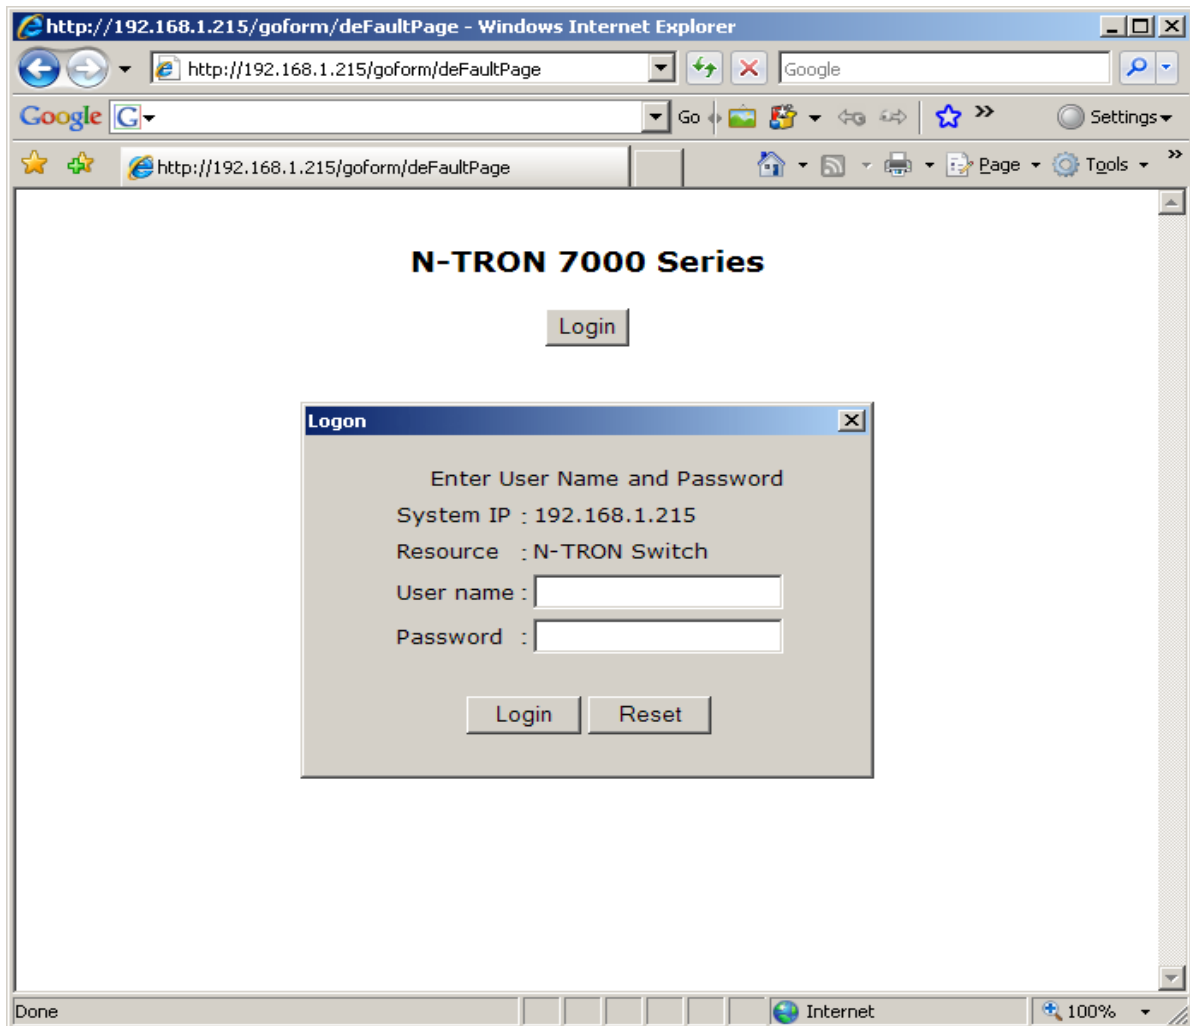 http://192.168.1.215/goform/deFaultPage - Windows Internet Explorer
http://192.168.1.215/goform/deFaultPage Google
Google G Go Settings
http://192.168.1.215/goform/deFaultPage Page Tools
N-TRON 7000 Series
Login
Logon
Enter User Name and Password
System IP : 192.168.1.215
Resource : N-TRON Switch
User name :
Password :
Login Reset
Done Internet 100%